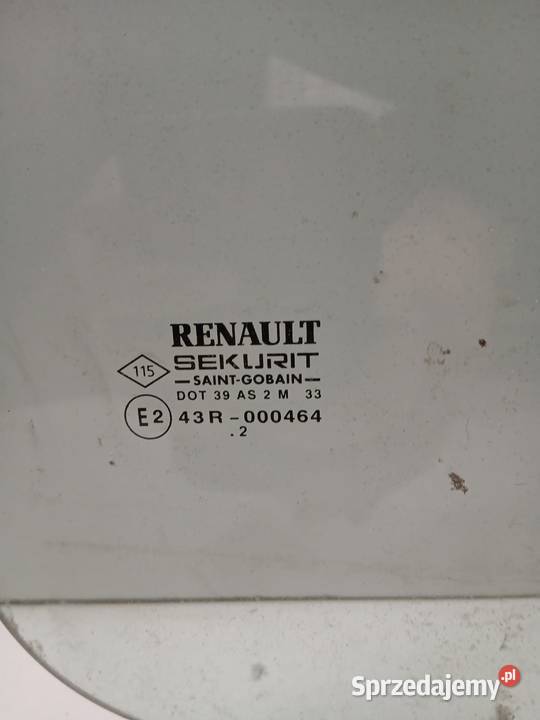 RENAULT
115
SEKURIT
SAINT-GOBAIN
DOT 39 AS 2 M 33
E2
43R-000464
.2
Sprzedajemy.pl